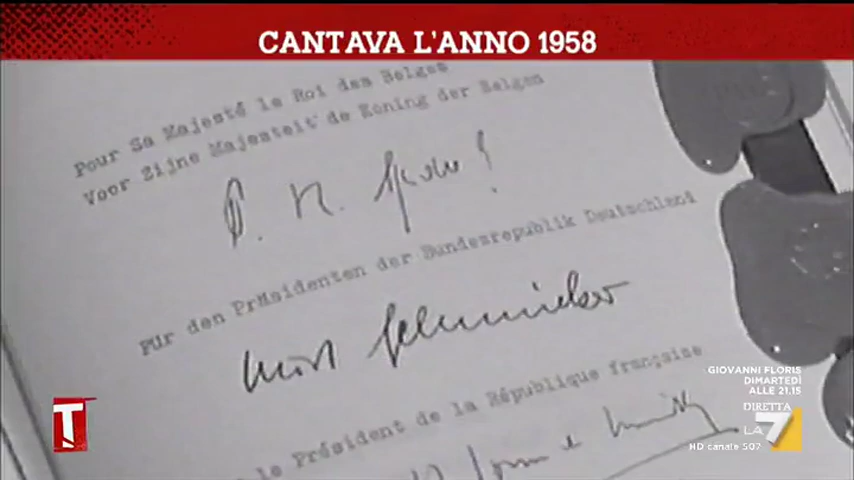 CANTAVA L'ANNO 1958
Pour Sa Majesté le Roi des Belges
Voor Zijne Majesteit de Koning der Belgen
Für den Präsidenten der Bundesrepublik Deutschland
le Président de la République française
GIOVANNI FLORIS
DIMARTEDÌ
ALLE 21.15
DIRETTA
LA7
HD canale 507
T